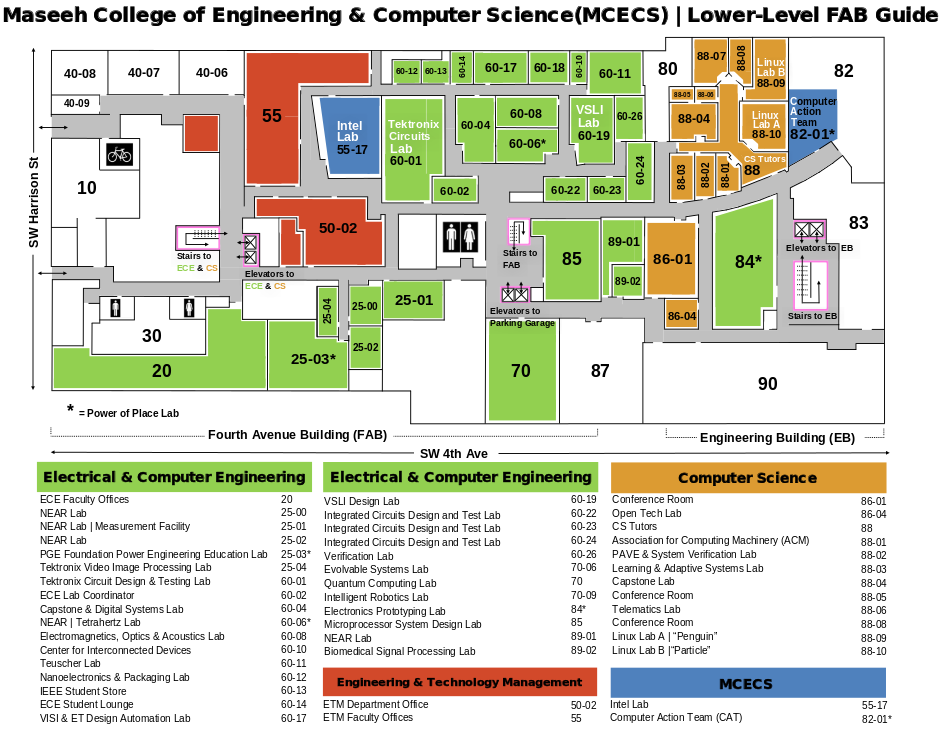 Maseeh College of Engineering & Computer Science(MCECS) | Lower-Level FAB Guide
40-08
40-07
40-06
40-09
10
55
Intel
Lab
55-17
60-12
60-13
60-14
60-17
60-18
60-10
60-11
Tektronix
Circuits
Lab
60-01
60-04
60-08
60-06*
VSLI
Lab
60-19
60-26
60-24
60-02
60-22
60-23
80
88-07
88-08
Linux
Lab B
88-09
88-05
88-06
88-04
Linux
Lab A
88-10
CS Tutors
88
88-03
88-02
88-01
82
Computer
Action
Team
82-01*
83
SW Harrison St
Stairs to
ECE & CS
Elevators to
ECE & CS
50-02
Stairs to
FAB
Elevators to
Parking Garage
85
89-01
89-02
86-01
86-04
84*
Elevators to EB
Stairs to EB
30
20
25-04
25-00
25-01
25-02
25-03*
70
87
90
* = Power of Place Lab
Fourth Avenue Building (FAB)
Engineering Building (EB)
SW 4th Ave
Electrical & Computer Engineering
ECE Faculty Offices 20
NEAR Lab 25-00
NEAR Lab | Measurement Facility 25-01
NEAR Lab 25-02
PGE Foundation Power Engineering Education Lab 25-03*
Tektronix Video Image Processing Lab 25-04
Tektronix Circuit Design & Testing Lab 60-01
ECE Lab Coordinator 60-02
Capstone & Digital Systems Lab 60-04
NEAR | Tetrahertz Lab 60-06*
Electromagnetics, Optics & Acoustics Lab 60-08
Center for Interconnected Devices 60-10
Teuscher Lab 60-11
Nanoelectronics & Packaging Lab 60-12
IEEE Student Store 60-13
ECE Student Lounge 60-14
VISI & ET Design Automation Lab 60-17
Electrical & Computer Engineering
VSLI Design Lab 60-19
Integrated Circuits Design and Test Lab 60-22
Integrated Circuits Design and Test Lab 60-23
Integrated Circuits Design and Test Lab 60-24
Verification Lab 60-26
Evolvable Systems Lab 70-06
Quantum Computing Lab 70
Intelligent Robotics Lab 70-09
Electronics Prototyping Lab 84*
Microprocessor System Design Lab 85
NEAR Lab 89-01
Biomedical Signal Processing Lab 89-02
Engineering & Technology Management
ETM Department Office 50-02
ETM Faculty Offices 55
Computer Science
Conference Room 86-01
Open Tech Lab 86-04
CS Tutors 88
Association for Computing Machinery (ACM) 88-01
PAVE & System Verification Lab 88-02
Learning & Adaptive Systems Lab 88-03
Capstone Lab 88-04
Conference Room 88-05
Telematics Lab 88-06
Conference Room 88-08
Linux Lab A | “Penguin” 88-09
Linux Lab B |“Particle” 88-10
MCECS
Intel Lab 55-17
Computer Action Team (CAT) 82-01*